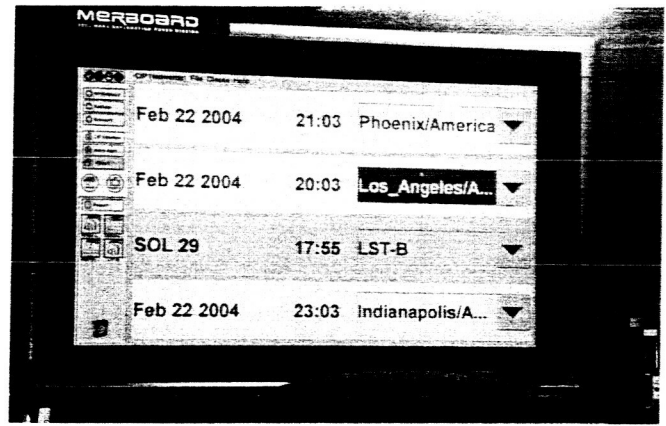 MERBOARD
Feb 22 2004 21:03 Phoenix/America
Feb 22 2004 20:03 Los_Angeles/A...
SOL 29 17:55 LST-B
Feb 22 2004 23:03 Indianapolis/A...